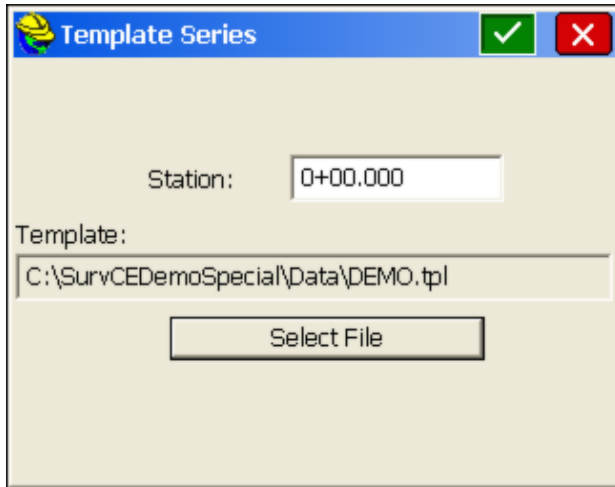 Template Series
Station: 0+00.000
Template:
C:\SurvCEDemoSpecial\Data\DEMO.tpl
Select File